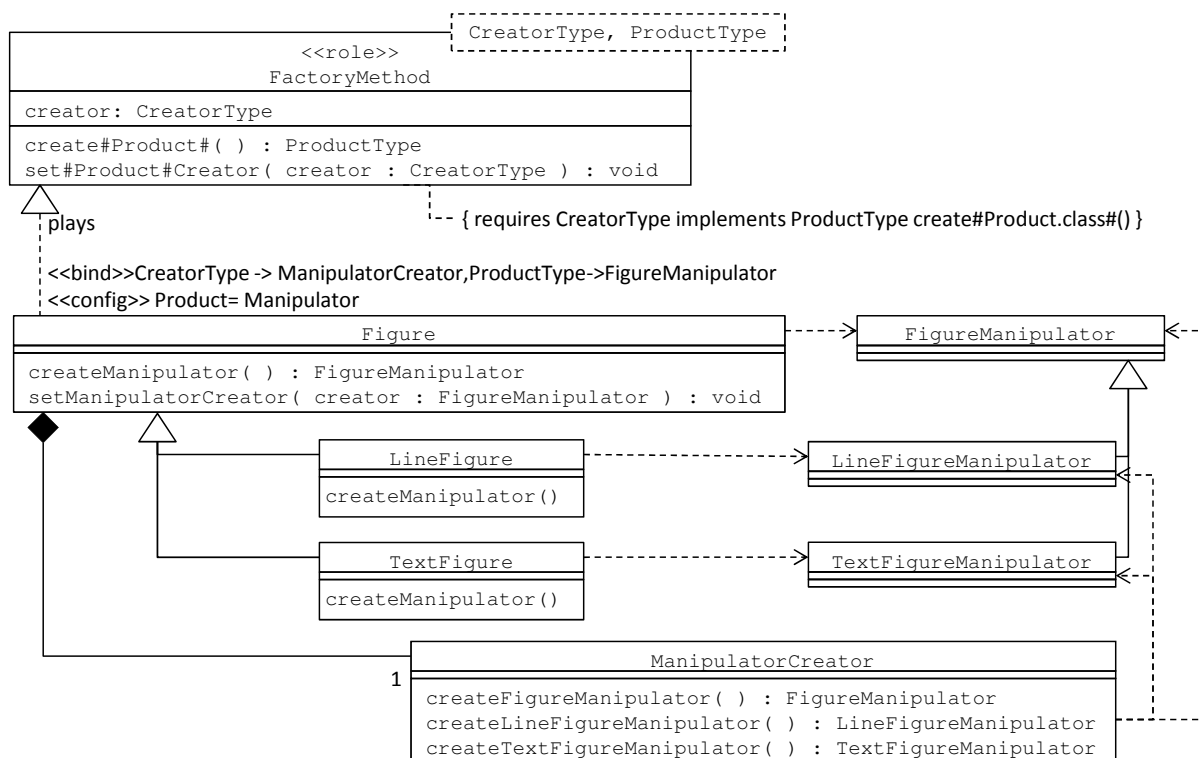 CreatorType, ProductType
<<role>>
FactoryMethod
creator: CreatorType
create#Product#( ) : ProductType
set#Product#Creator( creator : CreatorType ) : void
plays
{ requires CreatorType implements ProductType create#Product.class#() }
<<bind>>CreatorType -> ManipulatorCreator,ProductType->FigureManipulator
<<config>> Product= Manipulator
Figure
FigureManipulator
createManipulator( ) : FigureManipulator
setManipulatorCreator( creator : FigureManipulator ) : void
LineFigure
LineFigureManipulator
createManipulator()
TextFigure
TextFigureManipulator
createManipulator()
ManipulatorCreator
1
createFigureManipulator( ) : FigureManipulator
createLineFigureManipulator( ) : LineFigureManipulator
createTextFigureManipulator( ) : TextFigureManipulator